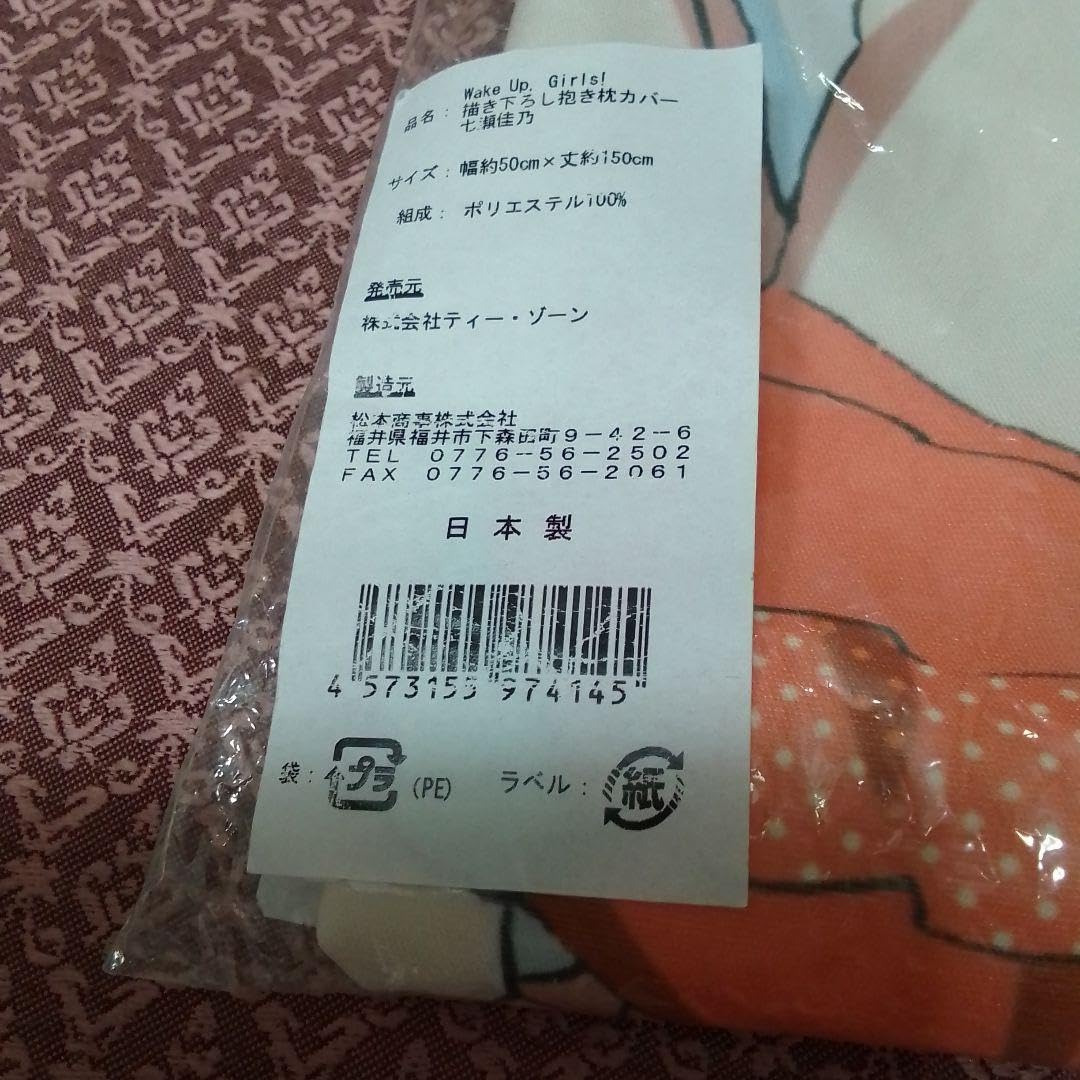 Wake Up, Girls!
品名： 描き下ろし抱き枕カバー
七瀬佳乃
サイズ：幅約50cm×丈約150cm
組成： ポリエステル100%
発売元
株式会社ティー・ゾーン
製造元
松本商事株式会社
福井県福井市下森田町９－４２－６
ＴＥＬ ０７７６－５６－２５０２
ＦＡＸ ０７７６－５６－２０６１
日本製
4 573155 974145
袋： プラ (PE) ラベル： 紙